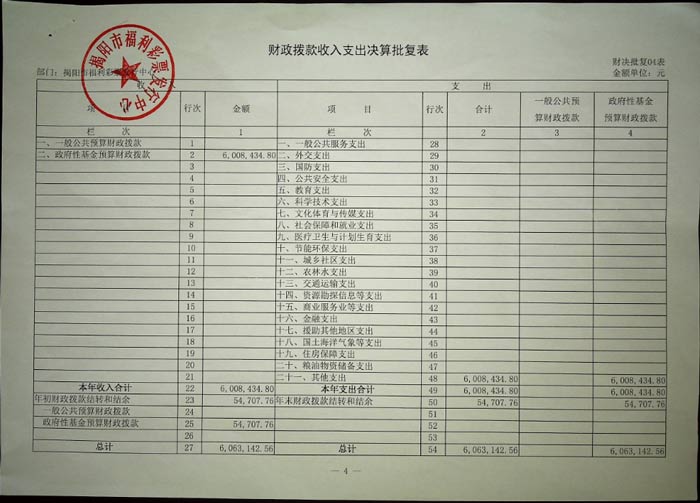 财政拨款收入支出决算批复表
财决批复04表
部门：揭阳市福利彩票发行中心
金额单位：元
揭阳市福利彩票发行中心
收 支 出
项 行次 金额 项 目 行次 合计 一般公共预算财政拨款 政府性基金预算财政拨款
栏 次 1 栏 次 2 3 4
一、一般公共预算财政拨款 1 一、一般公共服务支出 28
二、政府性基金预算财政拨款 2 6,008,434.80 二、外交支出 29
3 三、国防支出 30
4 四、公共安全支出 31
5 五、教育支出 32
6 六、科学技术支出 33
7 七、文化体育与传媒支出 34
8 八、社会保障和就业支出 35
9 九、医疗卫生与计划生育支出 36
10 十、节能环保支出 37
11 十一、城乡社区支出 38
12 十二、农林水支出 39
13 十三、交通运输支出 40
14 十四、资源勘探信息等支出 41
15 十五、商业服务业等支出 42
16 十六、金融支出 43
17 十七、援助其他地区支出 44
18 十八、国土海洋气象等支出 45
19 十九、住房保障支出 46
20 二十、粮油物资储备支出 47
21 二十一、其他支出 48 6,008,434.80 6,008,434.80
本年收入合计 22 6,008,434.80 本年支出合计 49 6,008,434.80 6,008,434.80
年初财政拨款结转和结余 23 54,707.76 年末财政拨款结转和结余 50 54,707.76 54,707.76
一般公共预算财政拨款 24 51
政府性基金预算财政拨款 25 54,707.76 52
26 53
总计 27 6,063,142.56 总计 54 6,063,142.56 6,063,142.56
— 4 —